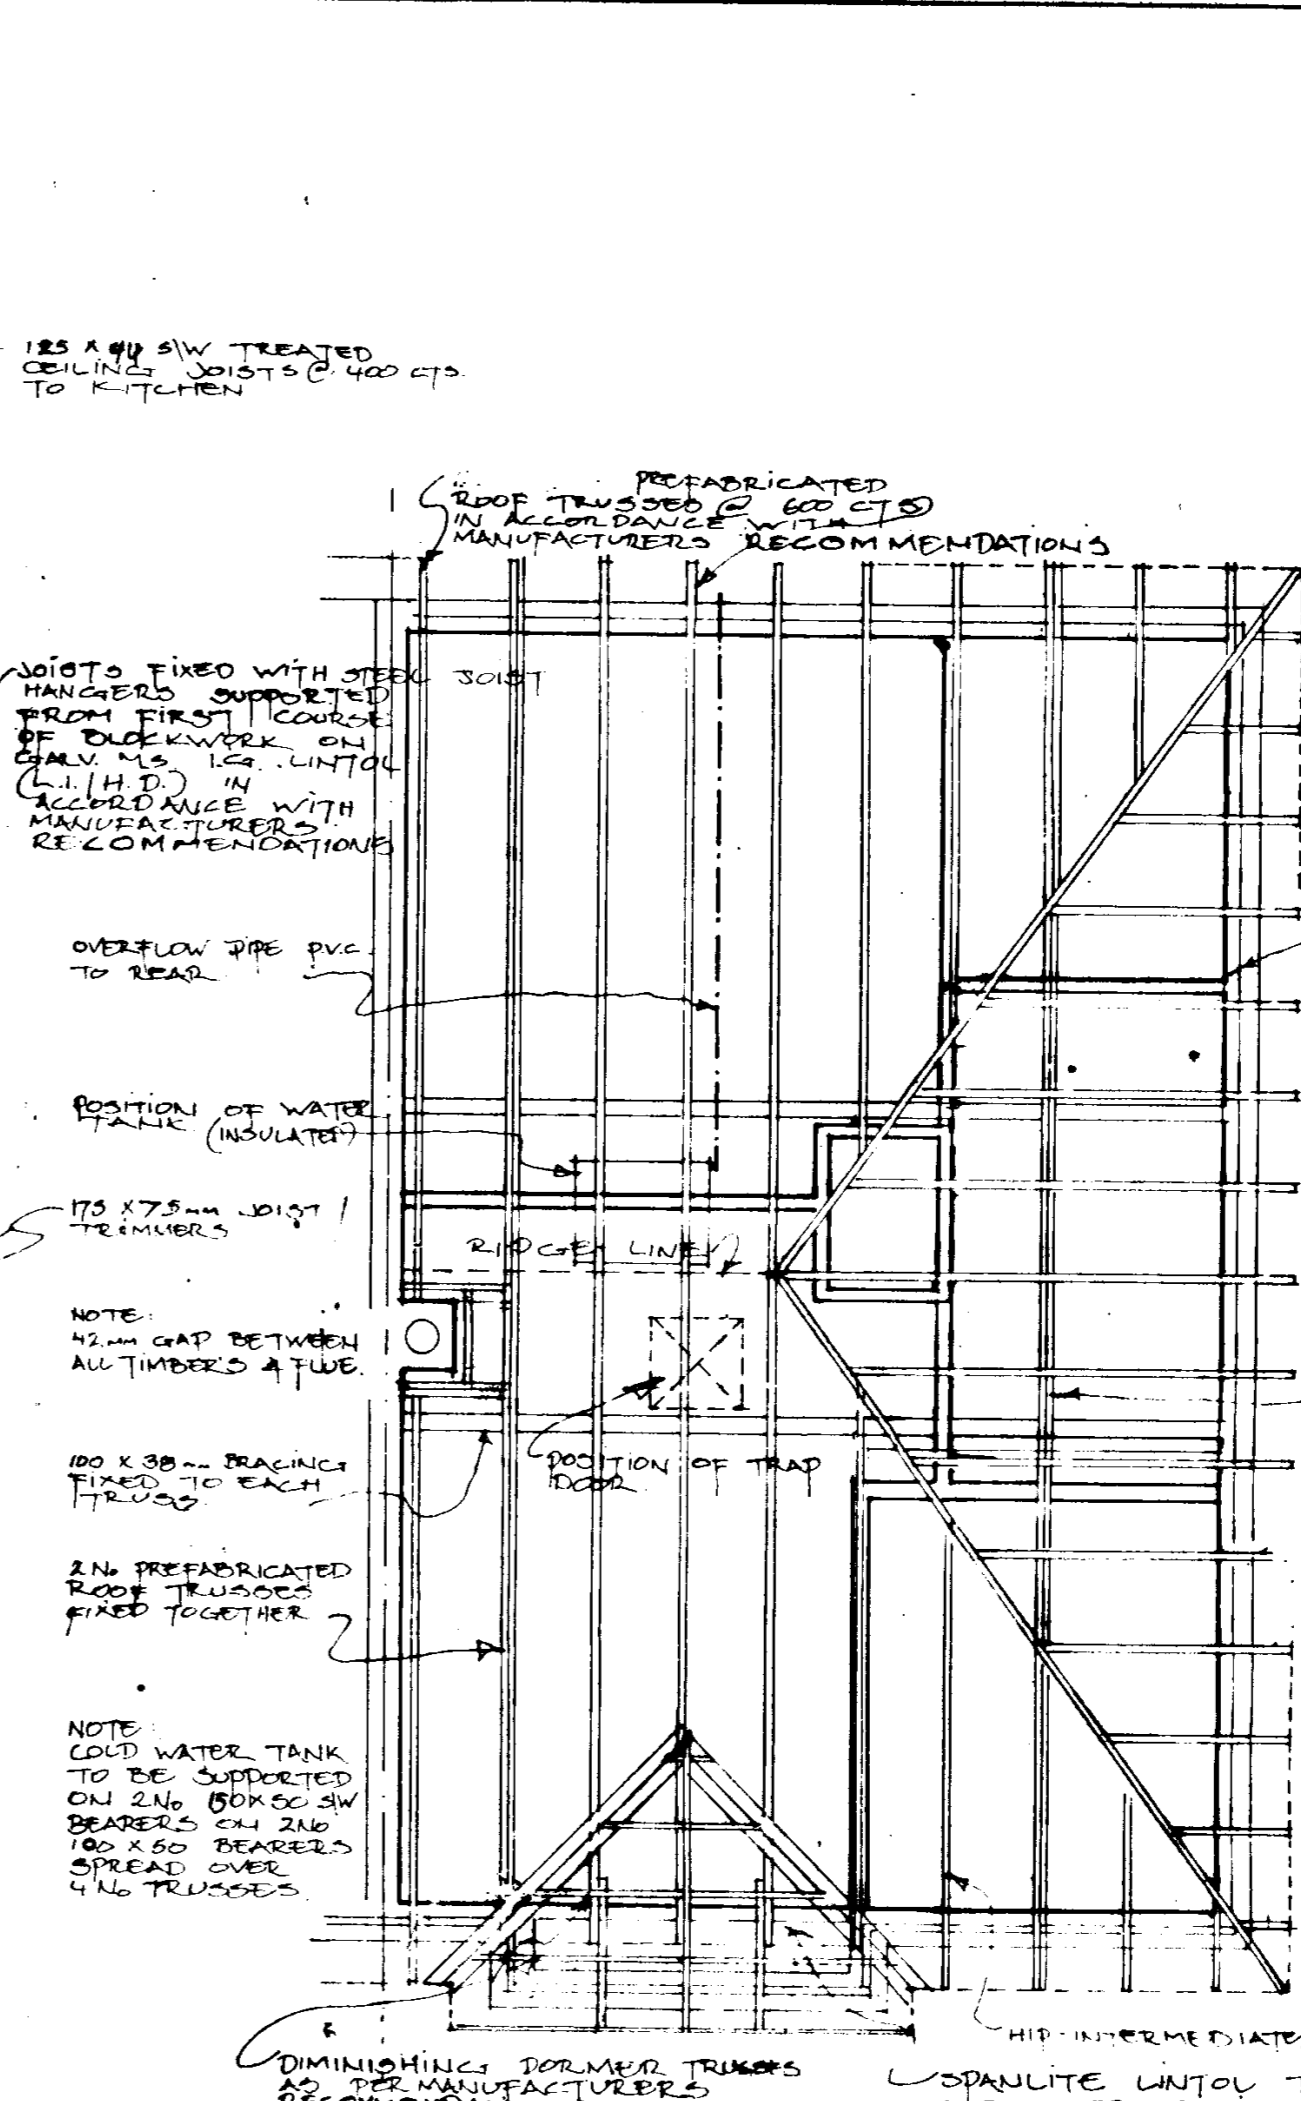 125 X 44 S/W TREATED
CEILING JOISTS @ 400 CTS.
TO KITCHEN
PREFABRICATED
ROOF TRUSSES @ 600 CTS
IN ACCORDANCE WITH
MANUFACTURERS RECOMMENDATIONS
JOISTS FIXED WITH STEEL JOIST
HANGERS SUPPORTED
FROM FIRST COURSE
OF BLOCKWORK ON
GALV. MS I.G. LINTOL
(L.1./H.D.) IN
ACCORDANCE WITH
MANUFACTURERS
RECOMMENDATIONS
OVERFLOW PIPE P.V.C.
TO REAR
POSITION OF WATER
TANK (INSULATED)
175 X 75mm JOIST /
TRIMMERS
RIDGE LINE
NOTE:
42mm GAP BETWEEN
ALL TIMBER'S & FLUE.
100 X 38mm BRACING
FIXED TO EACH
TRUSS
POSITION OF TRAP
DOOR
2No PREFABRICATED
ROOF TRUSSES
FIXED TOGETHER
NOTE:
COLD WATER TANK
TO BE SUPPORTED
ON 2No 150X50 S/W
BEARERS ON 2No
100 X 50 BEARERS
SPREAD OVER
4 No TRUSSES
HIP INTERMEDIATE
DIMINISHING DORMER TRUSSES
AS PER MANUFACTURERS
SPANLITE LINTOL T